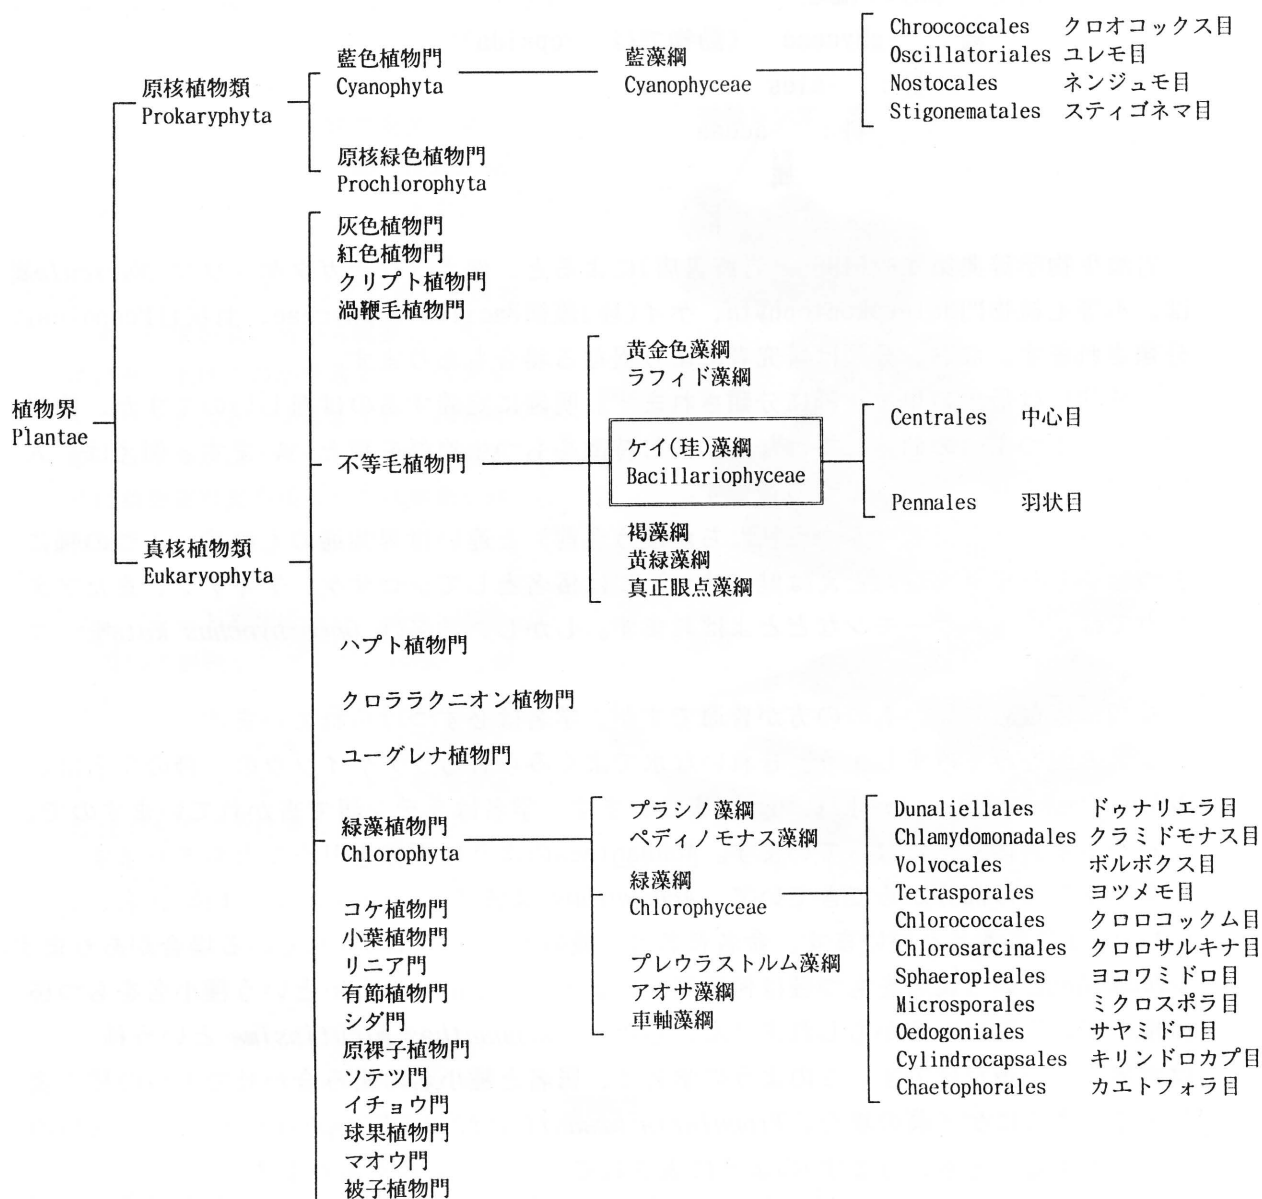 植物界
Plantae
原核植物類
Prokaryphyta
藍色植物門
Cyanophyta
藍藻綱
Cyanophyceae
Chroococcales クロオコックス目
Oscillatoriales ユレモ目
Nostocales ネンジュモ目
Stigonematales スティゴネマ目
原核緑色植物門
Prochlorophyta
真核植物類
Eukaryophyta
灰色植物門
紅色植物門
クリプト植物門
渦鞭毛植物門
不等毛植物門
黄金色藻綱
ラフィド藻綱
ケイ(珪)藻綱
Bacillariophyceae
Centrales 中心目
Pennales 羽状目
褐藻綱
黄緑藻綱
真正眼点藻綱
ハプト植物門
クロララクニオン植物門
ユーグレナ植物門
緑藻植物門
Chlorophyta
プラシノ藻綱
ペディノモナス藻綱
緑藻綱
Chlorophyceae
Dunaliellales ドゥナリエラ目
Chlamydomonadales クラミドモナス目
Volvocales ボルボクス目
Tetrasporales ヨツメモ目
Chlorococcales クロロコックム目
Chlorosarcinales クロロサルキナ目
Sphaeropleales ヨコワミドロ目
Microsporales ミクロスポラ目
Oedogoniales サヤミドロ目
Cylindrocapsales キリンドロカプ目
Chaetophorales カエトフォラ目
プレウラストルム藻綱
アオサ藻綱
車軸藻綱
コケ植物門
小葉植物門
リニア門
有節植物門
シダ門
原裸子植物門
ソテツ門
イチョウ門
球果植物門
マオウ門
被子植物門